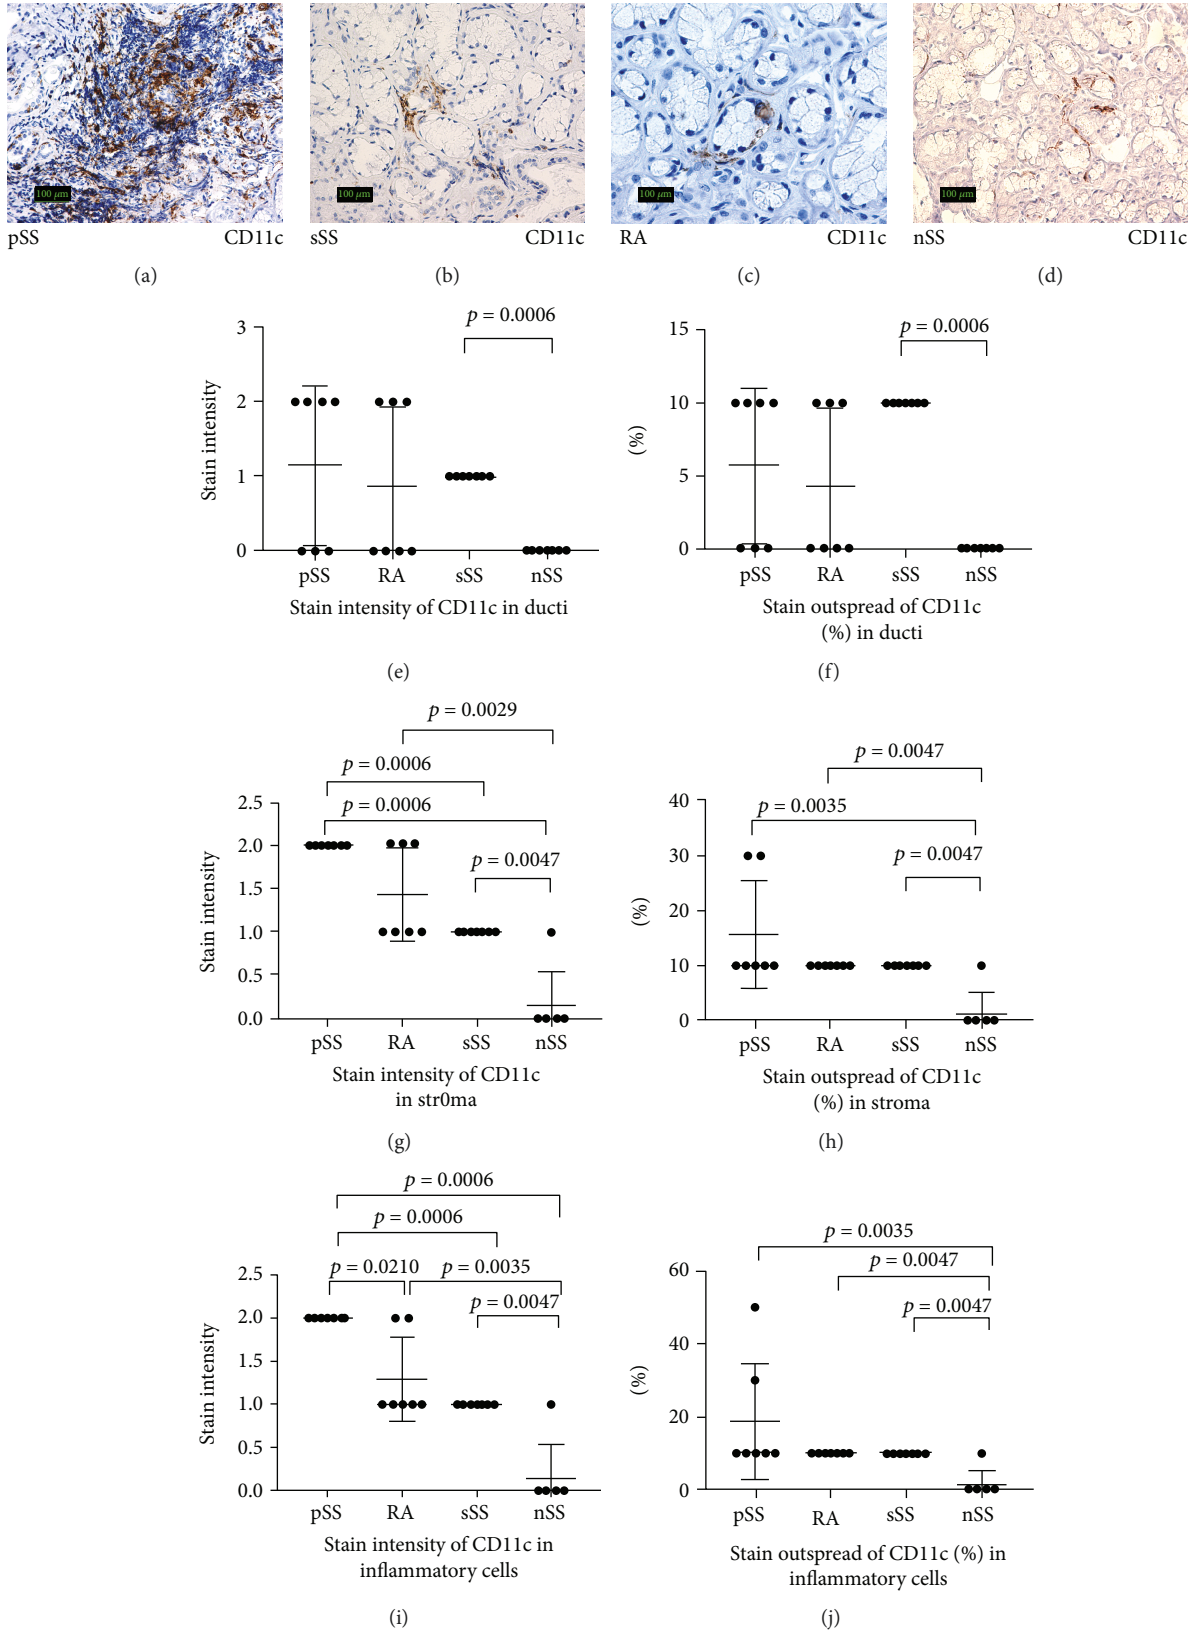 100 μm
100 μm
100 μm
100 μm
pSS CD11c
sSS CD11c
RA CD11c
nSS CD11c
(a)
(b)
(c)
(d)
p = 0.0006
3
2
1
0
Stain intensity
pSS RA sSS nSS
Stain intensity of CD11c in ducti
(e)
p = 0.0006
15
10
5
0
(%)
pSS RA sSS nSS
Stain outspread of CD11c
(%) in ducti
(f)
p = 0.0029
p = 0.0006
p = 0.0006
p = 0.0047
2.5
2.0
1.5
1.0
0.5
0.0
Stain intensity
pSS RA sSS nSS
Stain intensity of CD11c
in str0ma
(g)
p = 0.0047
p = 0.0035
p = 0.0047
40
30
20
10
0
(%)
pSS RA sSS nSS
Stain outspread of CD11c
(%) in stroma
(h)
p = 0.0006
p = 0.0006
p = 0.0210
p = 0.0035
p = 0.0047
2.5
2.0
1.5
1.0
0.5
0.0
Stain intensity
pSS RA sSS nSS
Stain intensity of CD11c in
inflammatory cells
(i)
p = 0.0035
p = 0.0047
p = 0.0047
60
40
20
0
(%)
pSS RA sSS nSS
Stain outspread of CD11c (%) in
inflammatory cells
(j)